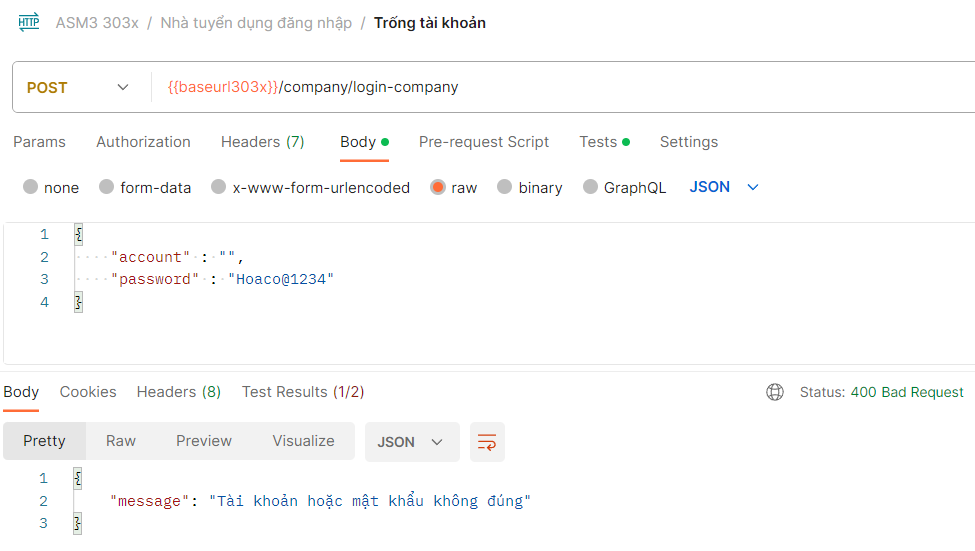 HTTP ASM3 303x / Nhà tuyển dụng đăng nhập / Trống tài khoản
POST {{baseurl303x}}/company/login-company
Params Authorization Headers (7) Body Pre-request Script Tests Settings
none form-data x-www-form-urlencoded raw binary GraphQL JSON
1 {
2 "account" : "",
3 "password" : "Hoaco@1234"
4 }
Body Cookies Headers (8) Test Results (1/2) Status: 400 Bad Request
Pretty Raw Preview Visualize JSON
1 {
2 "message": "Tài khoản hoặc mật khẩu không đúng"
3 }